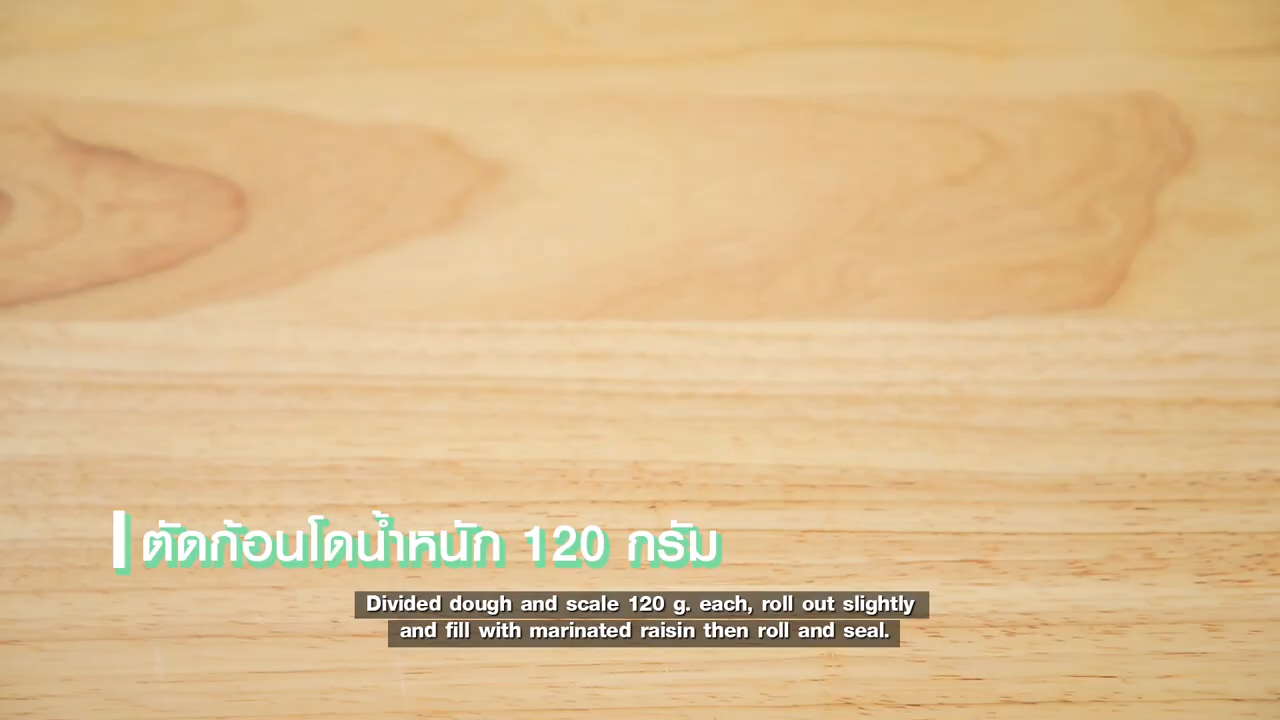 ตัดก้อนโดน้ำหนัก 120 กรัม
Divided dough and scale 120 g. each, roll out slightly
and fill with marinated raisin then roll and seal.